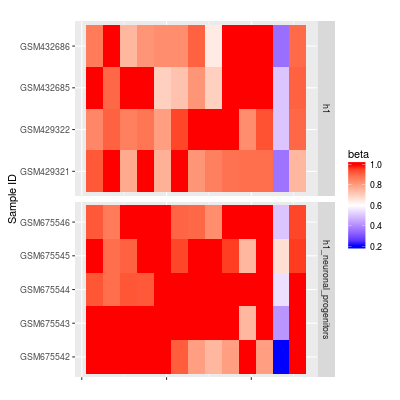 GSM432686
GSM432685
GSM429322
GSM429321
h1
GSM675546
GSM675545
GSM675544
GSM675543
GSM675542
h1_neuronal_progenitors
Sample ID
beta
1.0
0.8
0.6
0.4
0.2